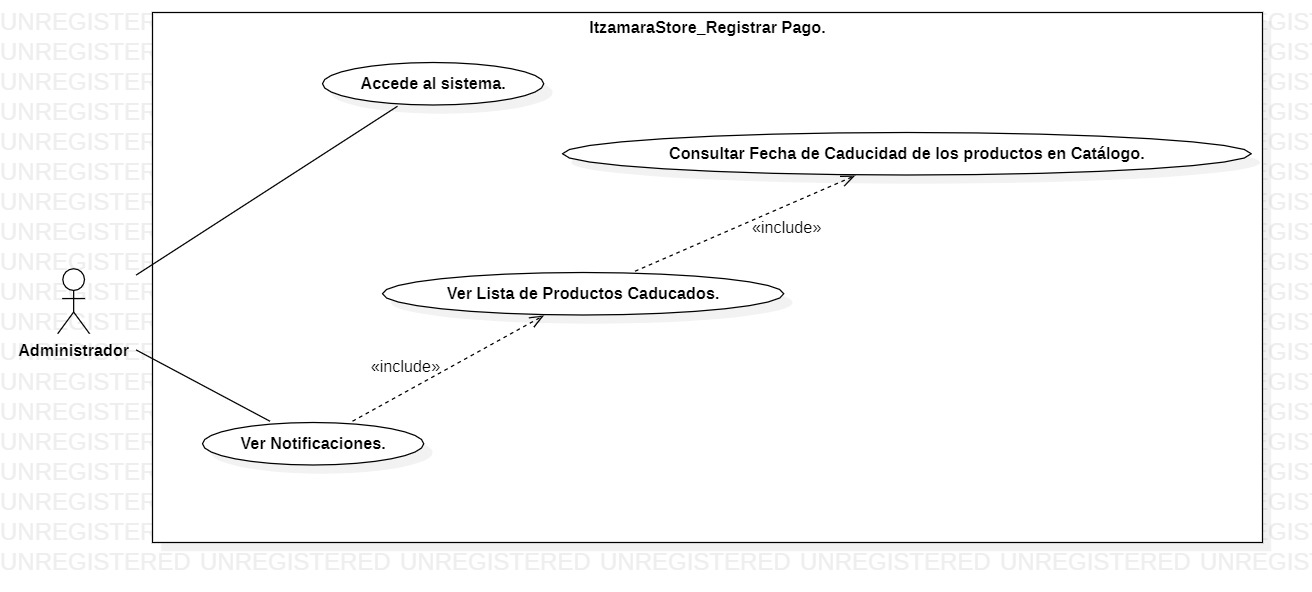 ItzamaraStore_Registrar Pago.
Accede al sistema.
Consultar Fecha de Caducidad de los productos en Catálogo.
«include»
Ver Lista de Productos Caducados.
Administrador
«include»
Ver Notificaciones.
UNREGISTERED UNREGISTERED UNREGISTERED UNREGISTERED UNREGISTERED UNREGISTERED UNREGIS